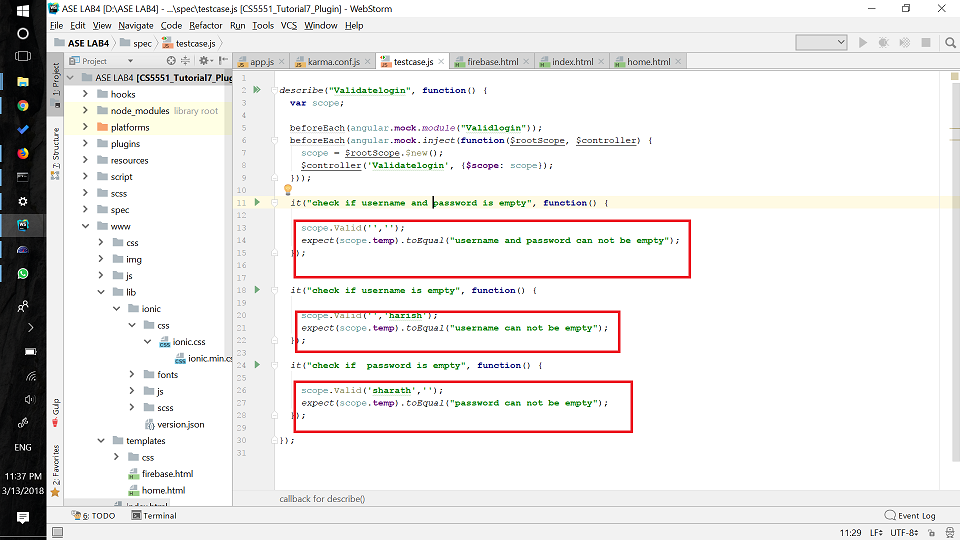 ASE LAB4 [D:\ASE LAB4] - ...\spec\testcase.js [CS5551_Tutorial7_Plugin] - WebStorm
File Edit View Navigate Code Refactor Run Tools VCS Window Help
ASE LAB4 spec testcase.js
Project
app.js karma.conf.js testcase.js firebase.html index.html home.html
1: Project
7: Structure
Gulp
2: Favorites
ASE LAB4 [CS5551_Tutorial7_Plug
hooks
node_modules library root
platforms
plugins
resources
script
scss
spec
www
css
img
js
lib
ionic
css
ionic.css
ionic.min.cs
fonts
js
scss
version.json
templates
css
firebase.html
home.html
index.html
1
2 describe("Validatelogin", function() {
3 var scope;
4
5 beforeEach(angular.mock.module("Validlogin"));
6 beforeEach(angular.mock.inject(function($rootScope, $controller) {
7 scope = $rootScope.$new();
8 $controller('Validatelogin', {$scope: scope});
9 }));
10
11 it("check if username and password is empty", function() {
12
13 scope.Valid('','');
14 expect(scope.temp).toEqual("username and password can not be empty");
15 });
16
17
18 it("check if username is empty", function() {
19
20 scope.Valid('','harish');
21 expect(scope.temp).toEqual("username can not be empty");
22 });
23
24 it("check if  password is empty", function() {
25
26 scope.Valid('sharath','');
27 expect(scope.temp).toEqual("password can not be empty");
28 });
29
30 });
31
callback for describe()
6: TODO Terminal Event Log
11:29 LF÷ UTF-8÷
ENG
11:37 PM
3/13/2018